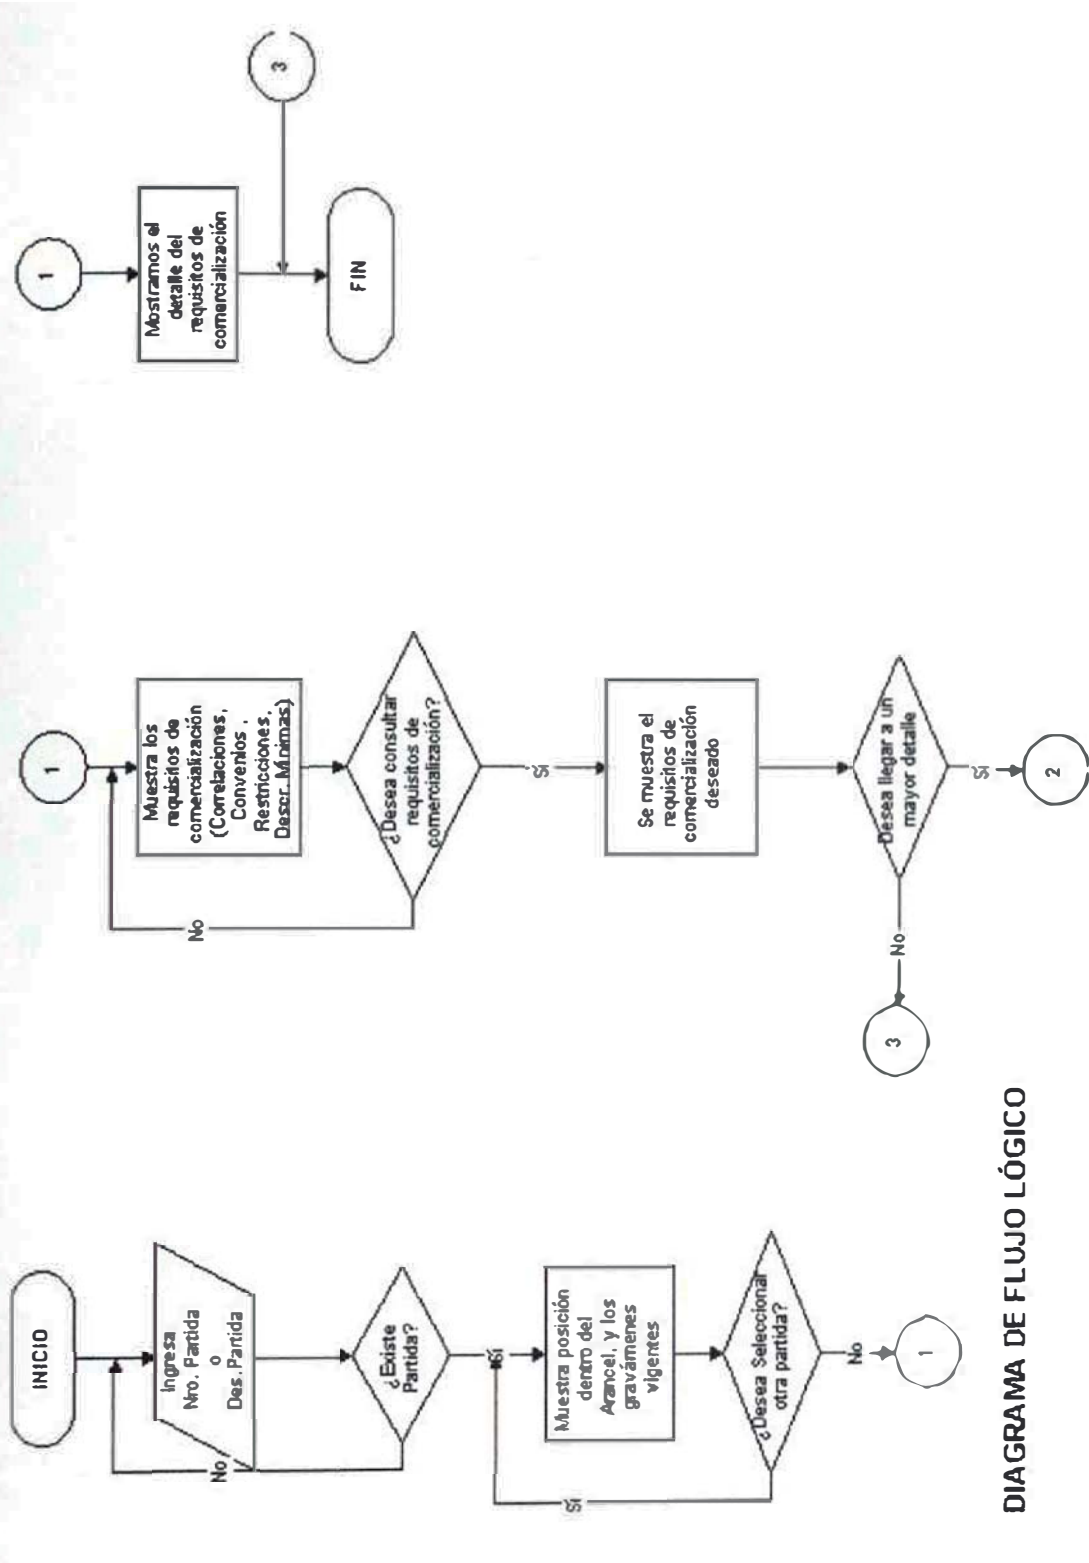 INICIO
Ingresa
Nro. Partida
o
Des. Partida
No
¿Existe
Partida?
Sí
Muestra posición
dentro del
Arancel, y los
gravámenes
vigentes
¿Desea Seleccionar
otra partida?
Sí
No
1
1
Muestra los
requisitos de
comercialización
(Correlaciones,
Convenios ,
Restricciones,
Descr. Mínimas)
¿Desea consultar
requisitos de
comercialización?
No
Sí
Se muestra el
requisitos de
comercialización
deseado
Desea llegar a un
mayor detalle
No
3
Sí
2
1
Mostramos el
detalle del
requisitos de
comercialización
3
FIN
DIAGRAMA DE FLUJO LÓGICO